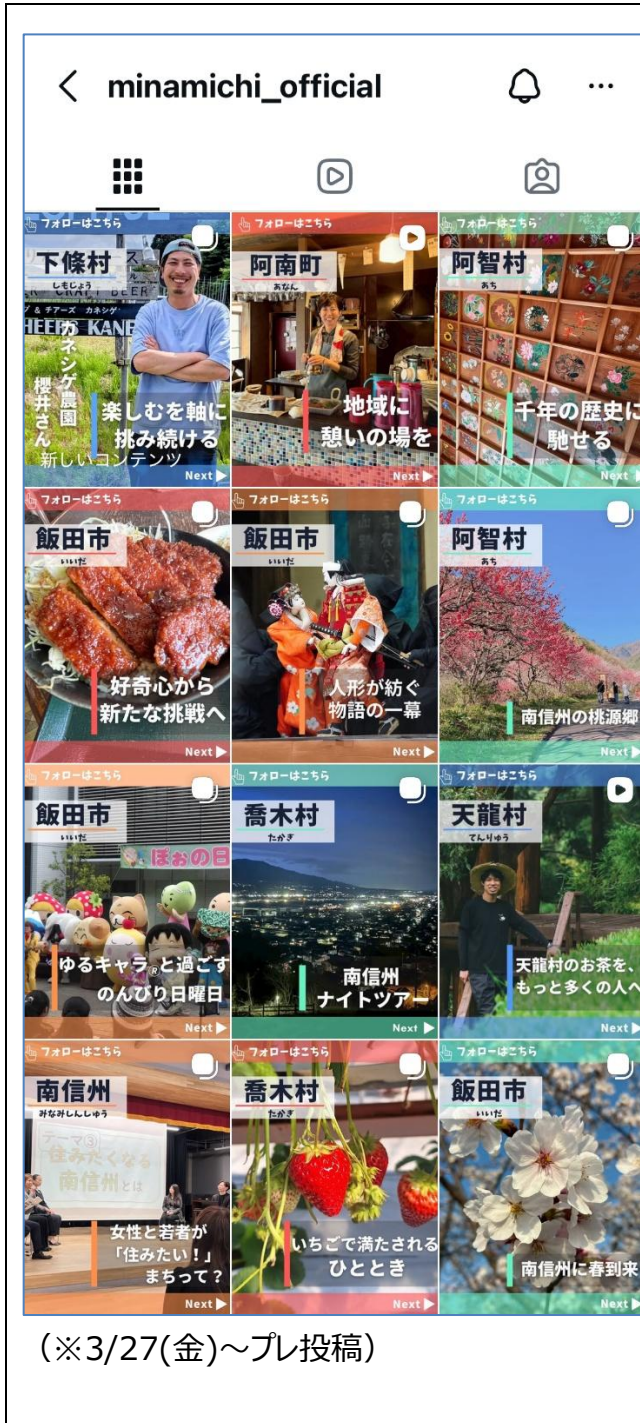 minamichi_official
フォローはこちら
下條村
しもじょう
CRAFT BEER
& チアーズ カネシゲ
カネシゲ農園
櫻井さん
楽しむを軸に
挑み続ける
新しいコンテンツ
Next
フォローはこちら
阿南町
あなん
地域に
憩いの場を
Next
フォローはこちら
阿智村
あち
千年の歴史に
馳せる
Next
フォローはこちら
飯田市
いいだ
好奇心から
新たな挑戦へ
Next
フォローはこちら
飯田市
いいだ
人形が紡ぐ
物語の一幕
Next
フォローはこちら
阿智村
あち
南信州の桃源郷
Next
フォローはこちら
飯田市
いいだ
ぽぉの日
ゆるキャラ®と過ごす
のんびり日曜日
Next
フォローはこちら
喬木村
たかぎ
南信州
ナイトツアー
Next
フォローはこちら
天龍村
てんりゅう
天龍村のお茶を、
もっと多くの人へ
Next
フォローはこちら
南信州
みなみしんしゅう
テーマ③
住みたくなる
南信州とは
女性と若者が
「住みたい！」
まちって？
Next
フォローはこちら
喬木村
たかぎ
いちごで満たされる
ひととき
Next
フォローはこちら
飯田市
いいだ
南信州に春到来
Next
（※3/27(金)～プレ投稿）